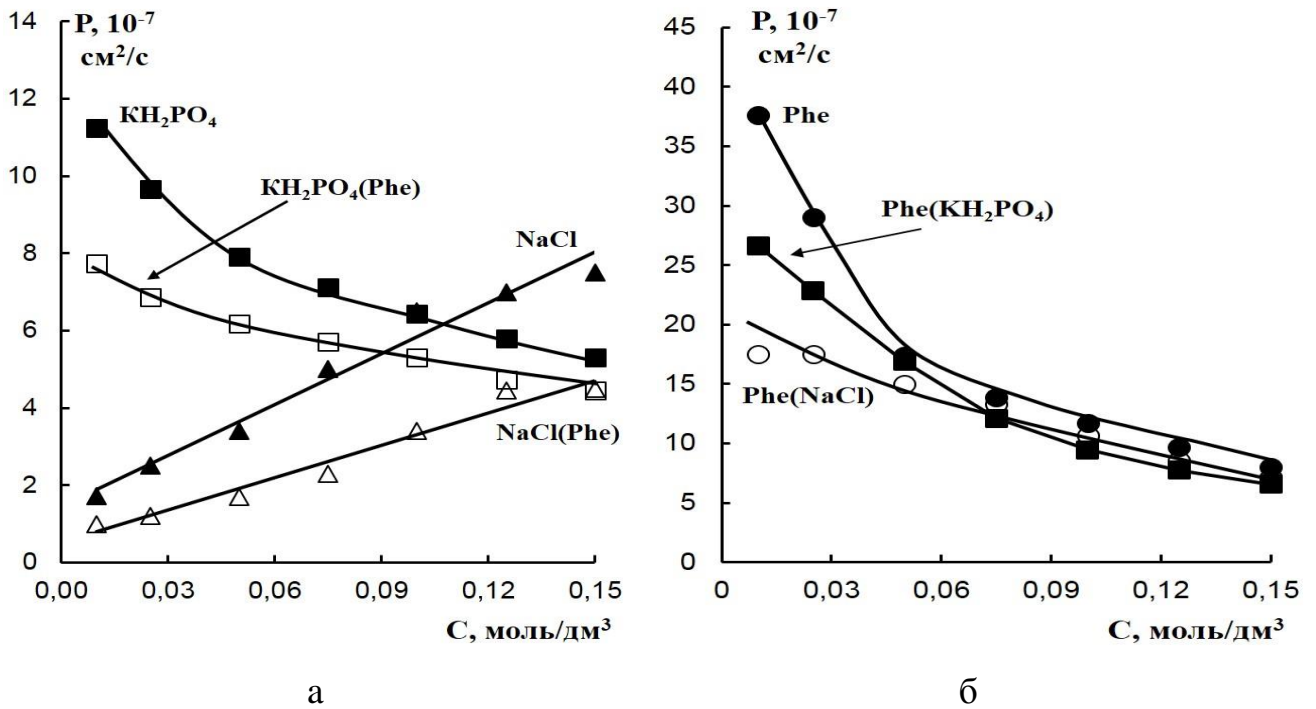 P, 10⁻⁷
см²/с
14
12
10
8
6
4
2
0
KH₂PO₄
KH₂PO₄(Phe)
NaCl
NaCl(Phe)
0,00
0,03
0,06
0,09
0,12
0,15
C, моль/дм³
а
P, 10⁻⁷
см²/с
45
40
35
30
25
20
15
10
5
0
Phe
Phe(KH₂PO₄)
Phe(NaCl)
0
0,03
0,06
0,09
0,12
0,15
C, моль/дм³
б